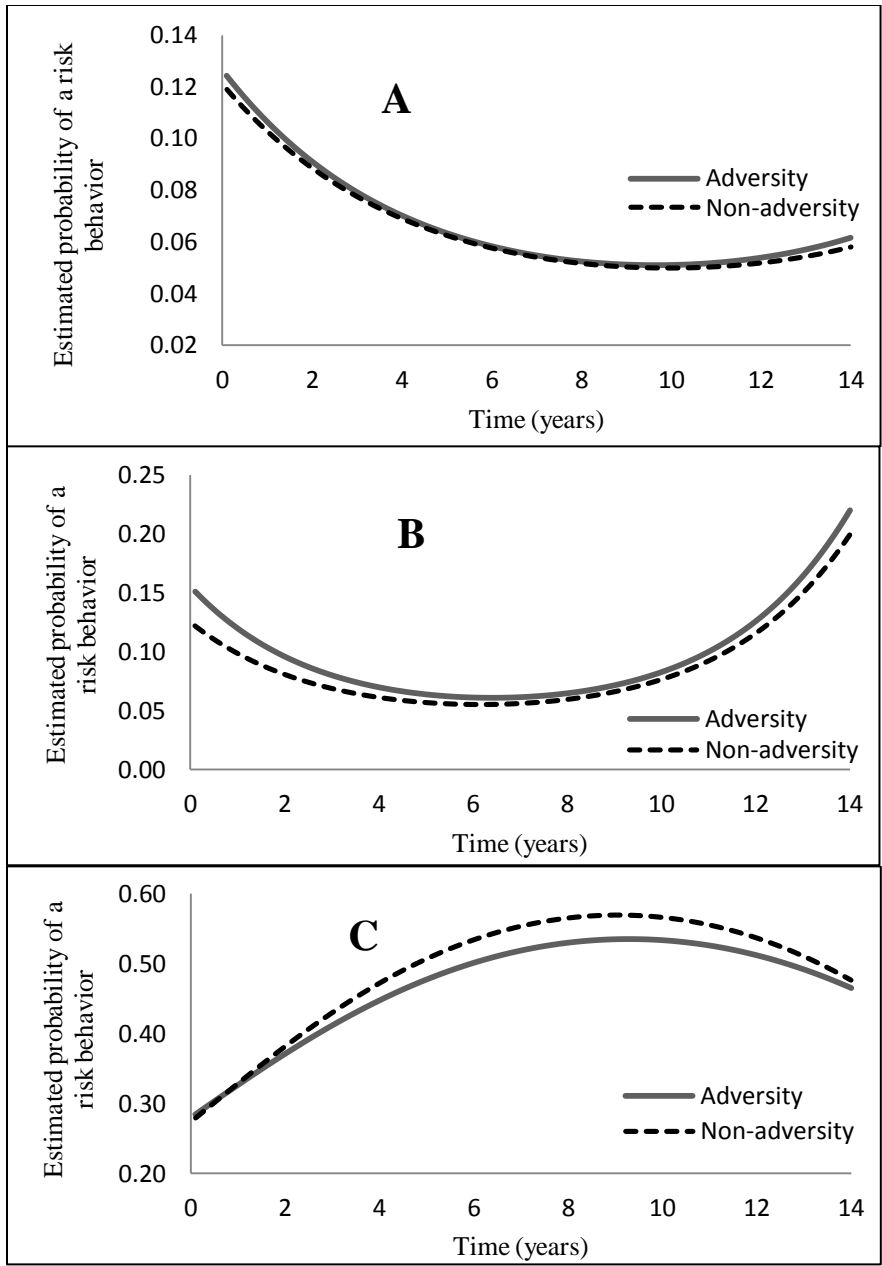 Estimated probability of a risk
behavior
0.14
0.12
0.10
0.08
0.06
0.04
0.02
A
Adversity
Non-adversity
0 2 4 6 8 10 12 14
Time (years)
Estimated probability of a
risk behavior
0.25
0.20
0.15
0.10
0.05
0.00
B
Adversity
Non-adversity
0 2 4 6 8 10 12 14
Time (years)
Estimated probability of a
risk behavior
0.60
0.50
0.40
0.30
0.20
C
Adversity
Non-adversity
0 2 4 6 8 10 12 14
Time (years)